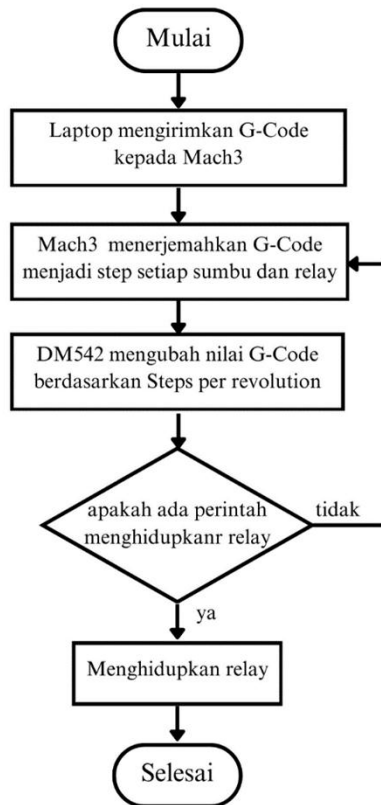 Mulai
Laptop mengirimkan G-Code
kepada Mach3
Mach3 menerjemahkan G-Code
menjadi step setiap sumbu dan relay
DM542 mengubah nilai G-Code
berdasarkan Steps per revolution
apakah ada perintah
menghidupkanr relay
tidak
ya
Menghidupkan relay
Selesai